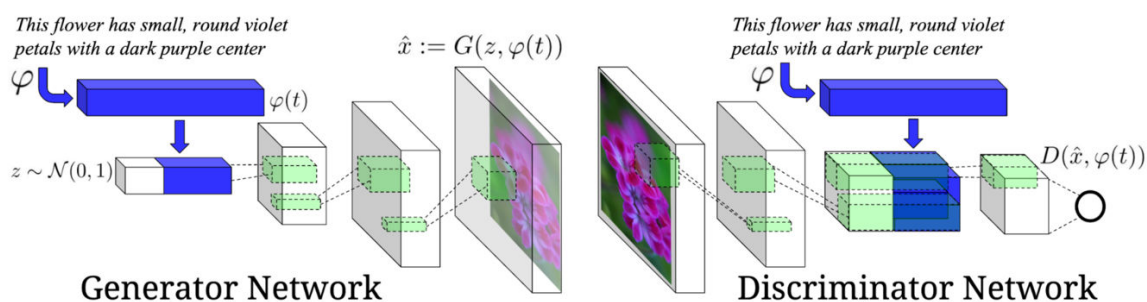 This flower has small, round violet
petals with a dark purple center
φ
φ(t)
z ~ 𝒩(0, 1)
x̂ := G(z, φ(t))
Generator Network
This flower has small, round violet
petals with a dark purple center
φ
D(x̂, φ(t))
Discriminator Network